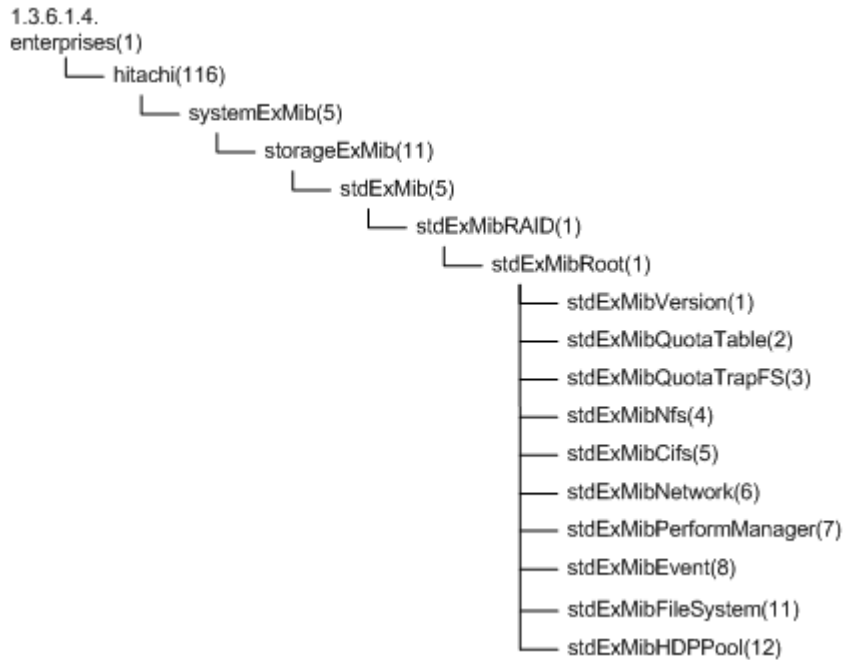 1.3.6.1.4.
enterprises(1)
hitachi(116)
systemExMib(5)
storageExMib(11)
stdExMib(5)
stdExMibRAID(1)
stdExMibRoot(1)
stdExMibVersion(1)
stdExMibQuotaTable(2)
stdExMibQuotaTrapFS(3)
stdExMibNfs(4)
stdExMibCifs(5)
stdExMibNetwork(6)
stdExMibPerformManager(7)
stdExMibEvent(8)
stdExMibFileSystem(11)
stdExMibHDPPool(12)